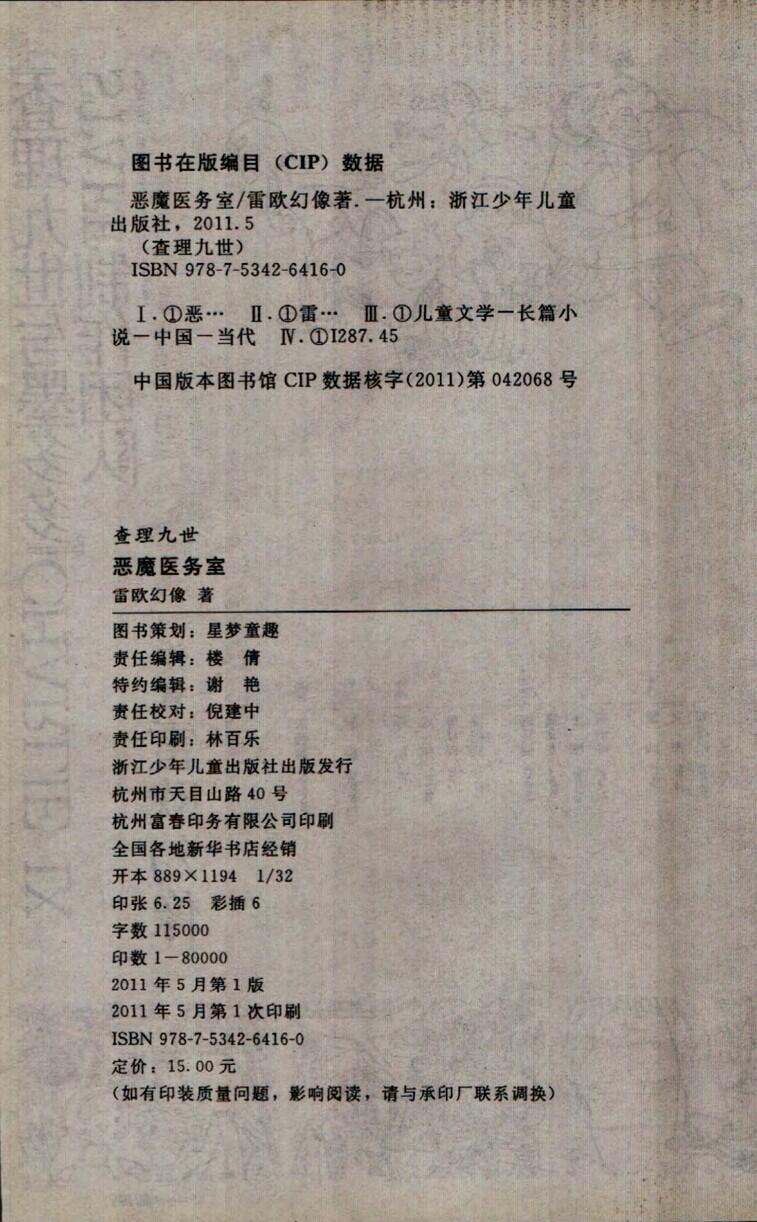 图书在版编目（CIP）数据
恶魔医务室/雷欧幻像著.—杭州：浙江少年儿童
出版社，2011.5
（查理九世）
ISBN 978-7-5342-6416-0
Ⅰ.①恶… Ⅱ.①雷… Ⅲ.①儿童文学－长篇小
说－中国－当代 Ⅳ.①I287.45
中国版本图书馆 CIP 数据核字(2011)第 042068 号
查理九世
恶魔医务室
雷欧幻像 著
图书策划：星梦童趣
责任编辑：楼 倩
特约编辑：谢 艳
责任校对：倪建中
责任印刷：林百乐
浙江少年儿童出版社出版发行
杭州市天目山路 40 号
杭州富春印务有限公司印刷
全国各地新华书店经销
开本 889×1194 1/32
印张 6.25 彩插 6
字数 115000
印数 1－80000
2011 年 5 月第 1 版
2011 年 5 月第 1 次印刷
ISBN 978-7-5342-6416-0
定价：15.00 元
（如有印装质量问题，影响阅读，请与承印厂联系调换）